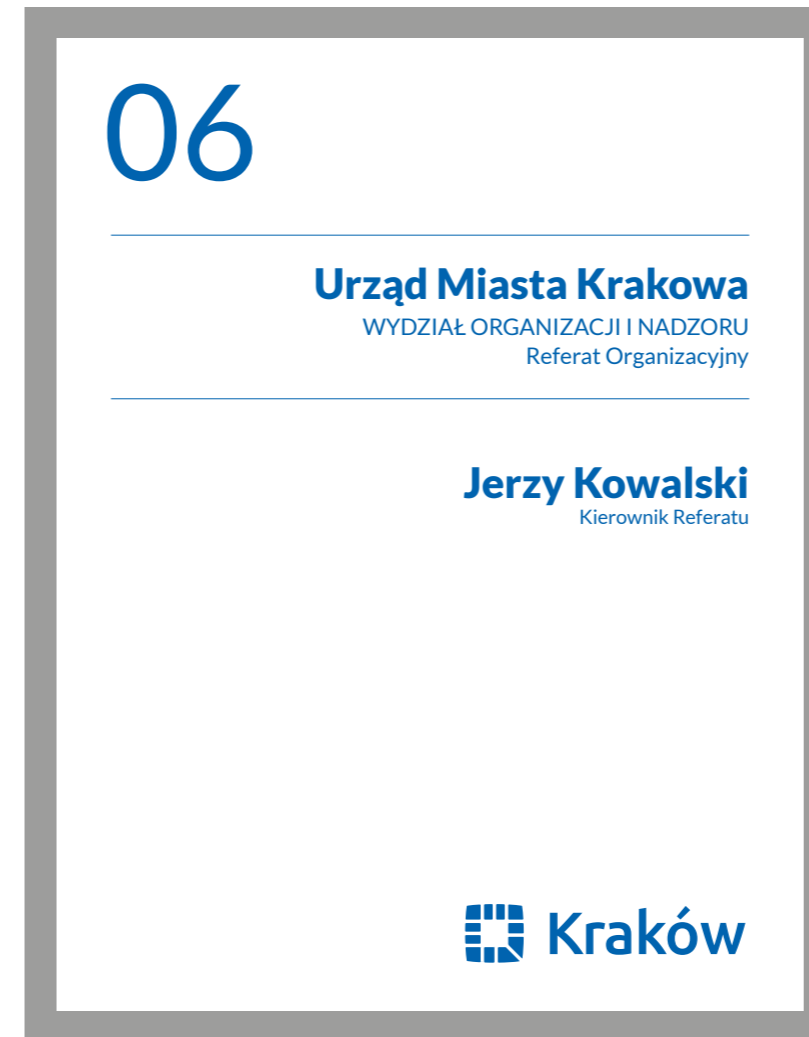 06
Urząd Miasta Krakowa
WYDZIAŁ ORGANIZACJI I NADZORU
Referat Organizacyjny
Jerzy Kowalski
Kierownik Referatu
Kraków